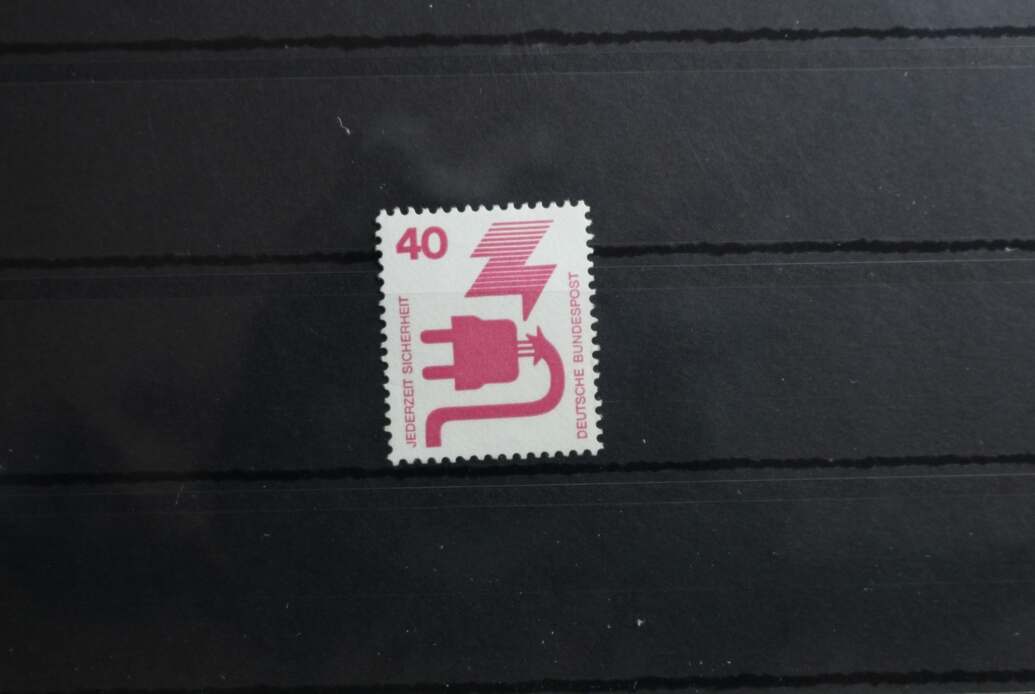 40
JEDERZEIT SICHERHEIT
DEUTSCHE BUNDESPOST